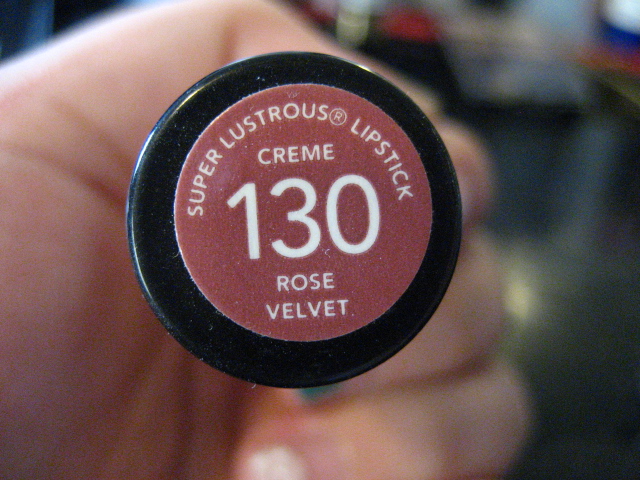 SUPER LUSTROUS® LIPSTICK
CREME
130
ROSE
VELVET